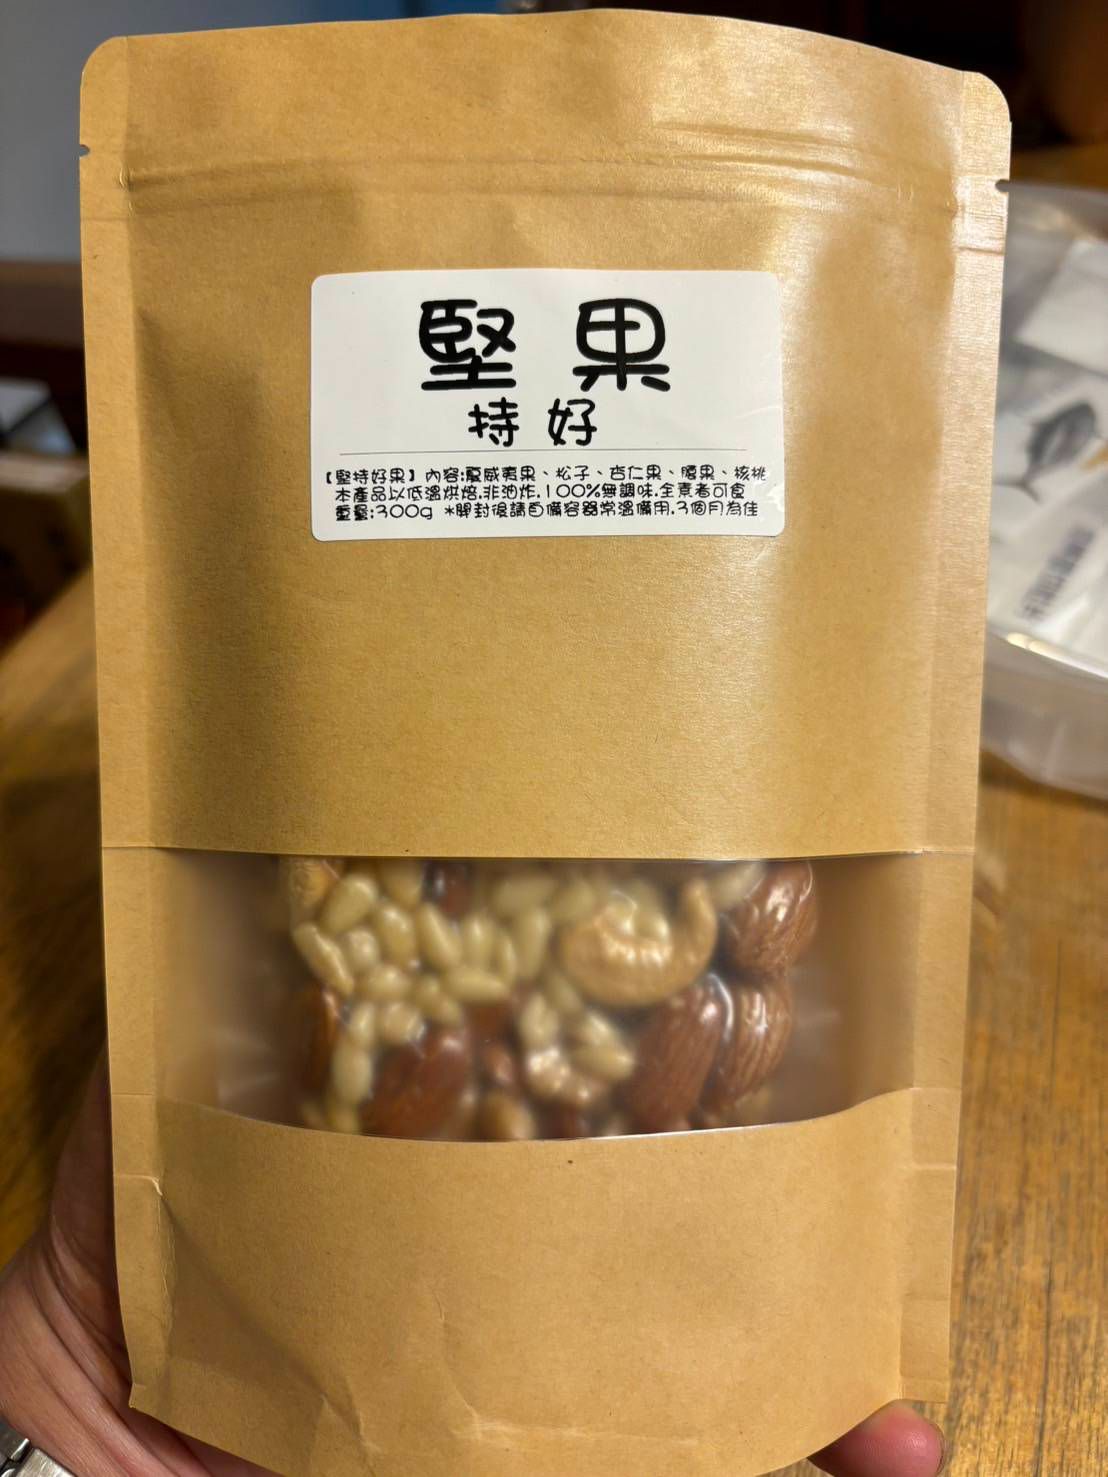 堅果
持好
【堅持好果】內容:夏威夷果、松子、杏仁果、腰果、核桃
本產品以低溫烘焙.非油炸.100%無調味.全素者可食
重量:300g *開封後請自備容器常溫備用.3個月為佳